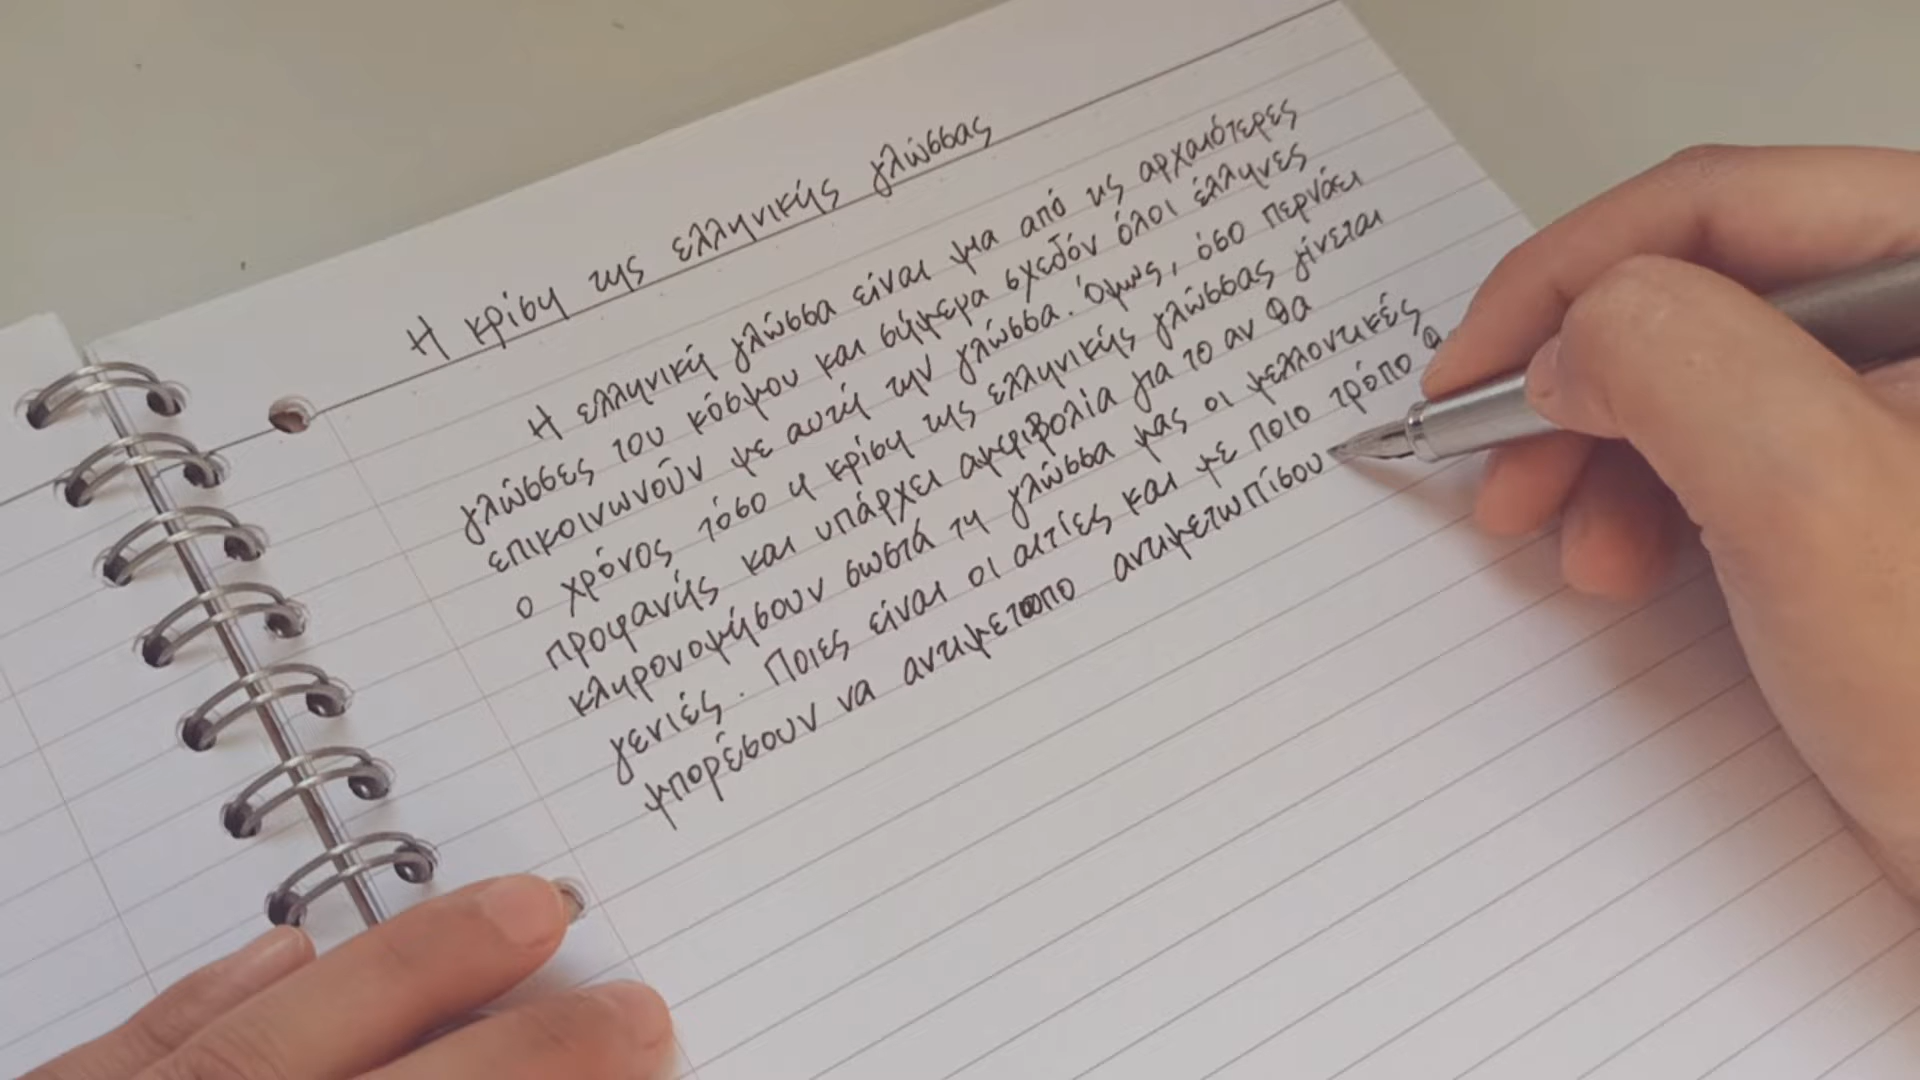 Η κρίση της ελληνικής γλώσσας
Η ελληνική γλώσσα είναι μια από τις αρχαιότερες
γλώσσες του κόσμου και σήμερα σχεδόν όλοι έλληνες
επικοινωνούν με αυτή την γλώσσα. Όμως, όσο περνάει
ο χρόνος τόσο η κρίση της ελληνικής γλώσσας γίνεται
προφανής και υπάρχει αμφιβολία για το αν θα
κληρονομήσουν σωστά τη γλώσσα μας οι μελλοντικές
γενιές. Ποιες είναι οι αιτίες και με ποιο τρόπο θ
μπορέσουν να αντιμετοπο αντιμετωπίσου